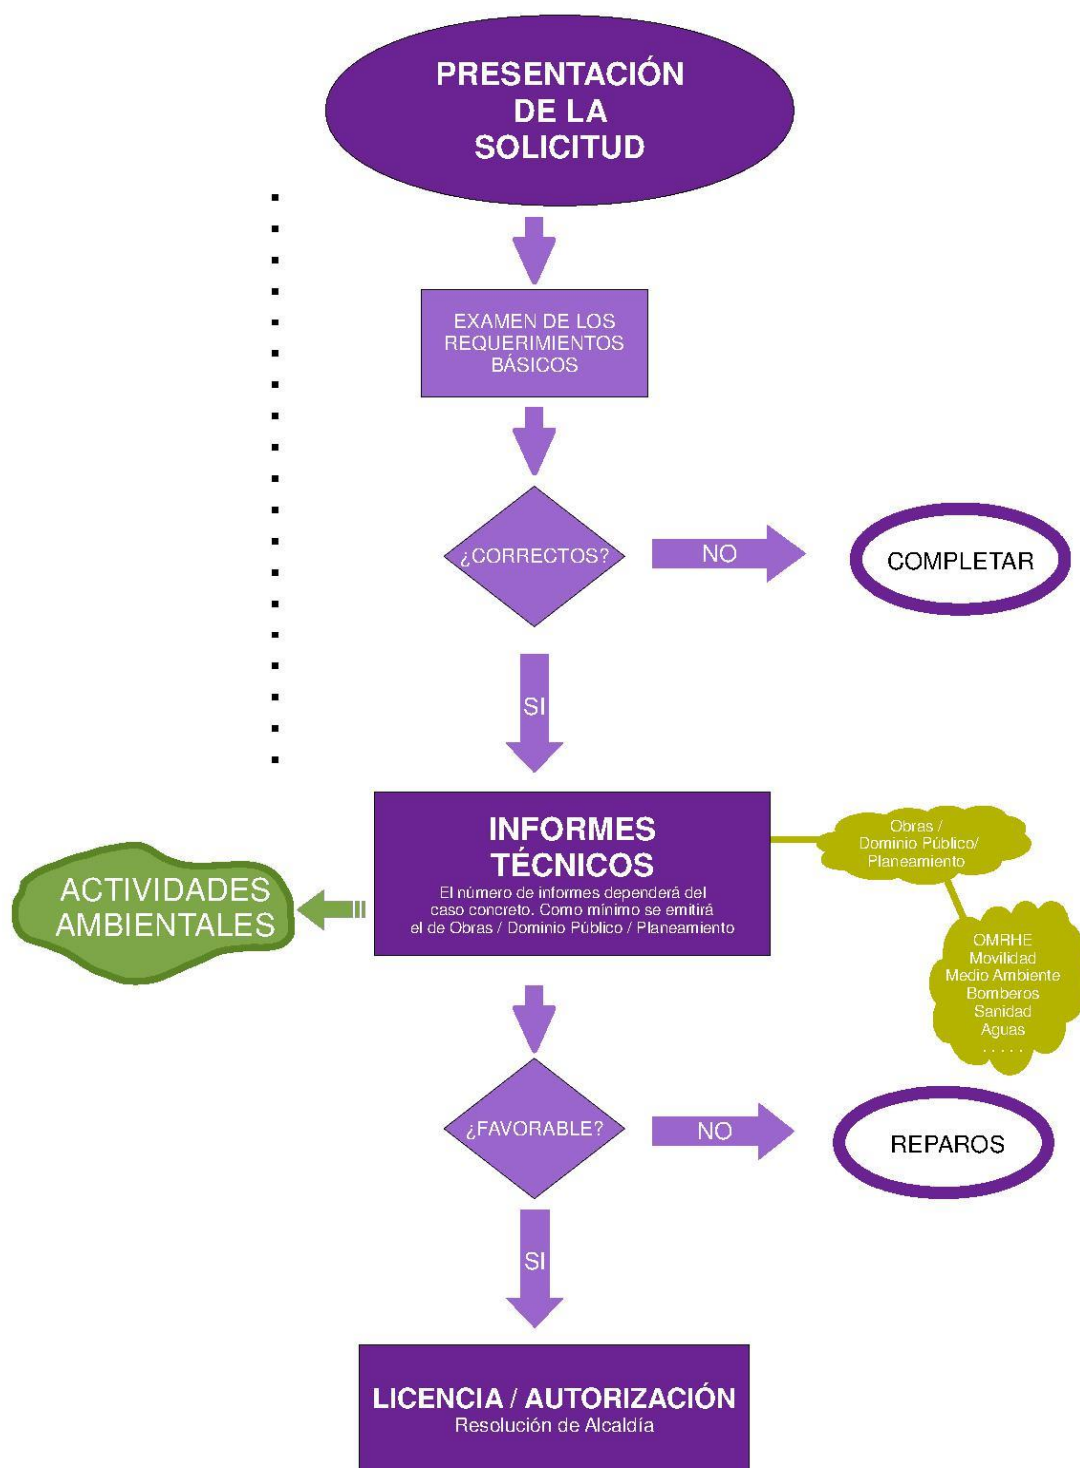 PRESENTACIÓN
DE LA
SOLICITUD
EXAMEN DE LOS
REQUERIMIENTOS
BÁSICOS
¿CORRECTOS?
NO
COMPLETAR
SI
INFORMES
TÉCNICOS
El número de informes dependerá del
caso concreto. Como mínimo se emitirá
el de Obras / Dominio Público / Planeamiento
Obras /
Dominio Público/
Planeamiento
ACTIVIDADES
AMBIENTALES
OMRHE
Movilidad
Medio Ambiente
Bomberos
Sanidad
Aguas
. . . . .
¿FAVORABLE?
NO
REPAROS
SI
LICENCIA / AUTORIZACIÓN
Resolución de Alcaldía